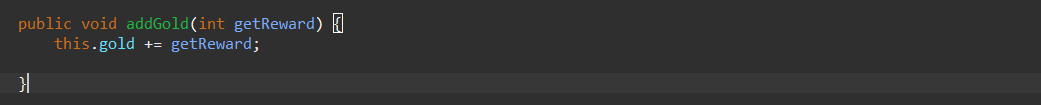 public void addGold(int getReward) {
    this.gold += getReward;

}